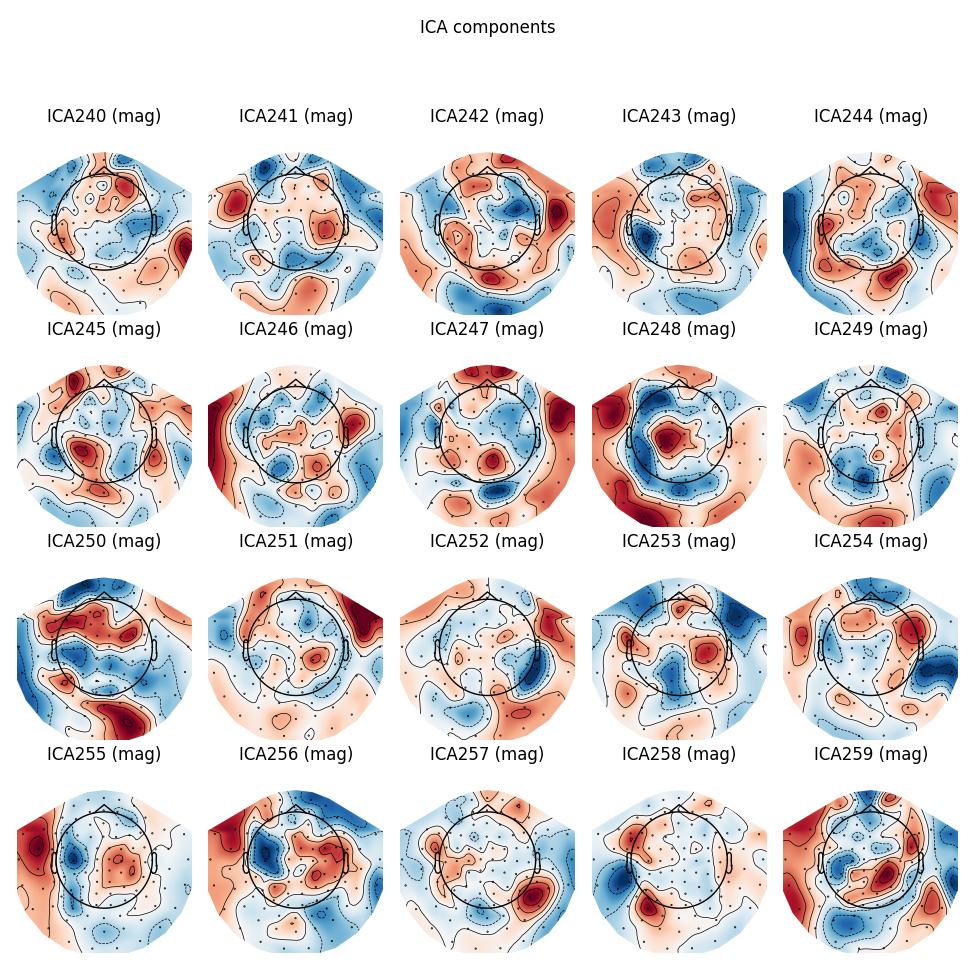 ICA components
ICA240 (mag) ICA241 (mag) ICA242 (mag) ICA243 (mag) ICA244 (mag)
ICA245 (mag) ICA246 (mag) ICA247 (mag) ICA248 (mag) ICA249 (mag)
ICA250 (mag) ICA251 (mag) ICA252 (mag) ICA253 (mag) ICA254 (mag)
ICA255 (mag) ICA256 (mag) ICA257 (mag) ICA258 (mag) ICA259 (mag)